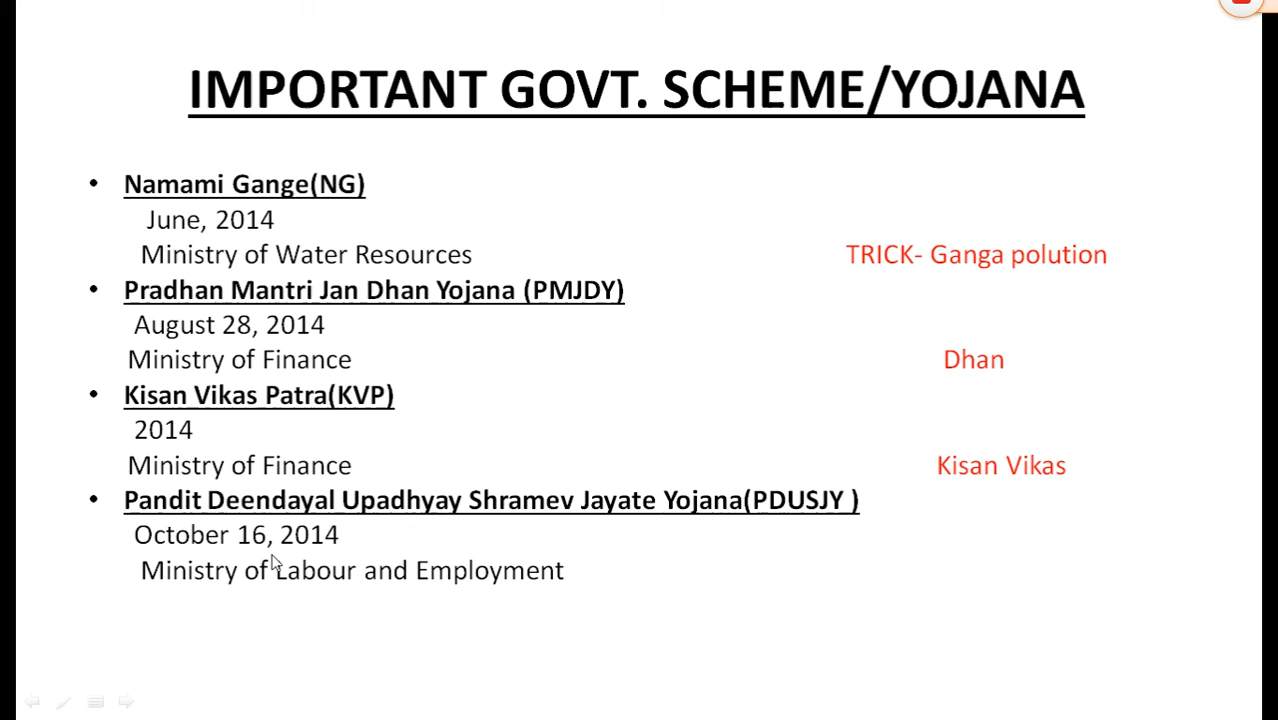 IMPORTANT GOVT. SCHEME/YOJANA
• Namami Gange(NG)
June, 2014
Ministry of Water Resources TRICK- Ganga polution
• Pradhan Mantri Jan Dhan Yojana (PMJDY)
August 28, 2014
Ministry of Finance Dhan
• Kisan Vikas Patra(KVP)
2014
Ministry of Finance Kisan Vikas
• Pandit Deendayal Upadhyay Shramev Jayate Yojana(PDUSJY )
October 16, 2014
Ministry of Labour and Employment